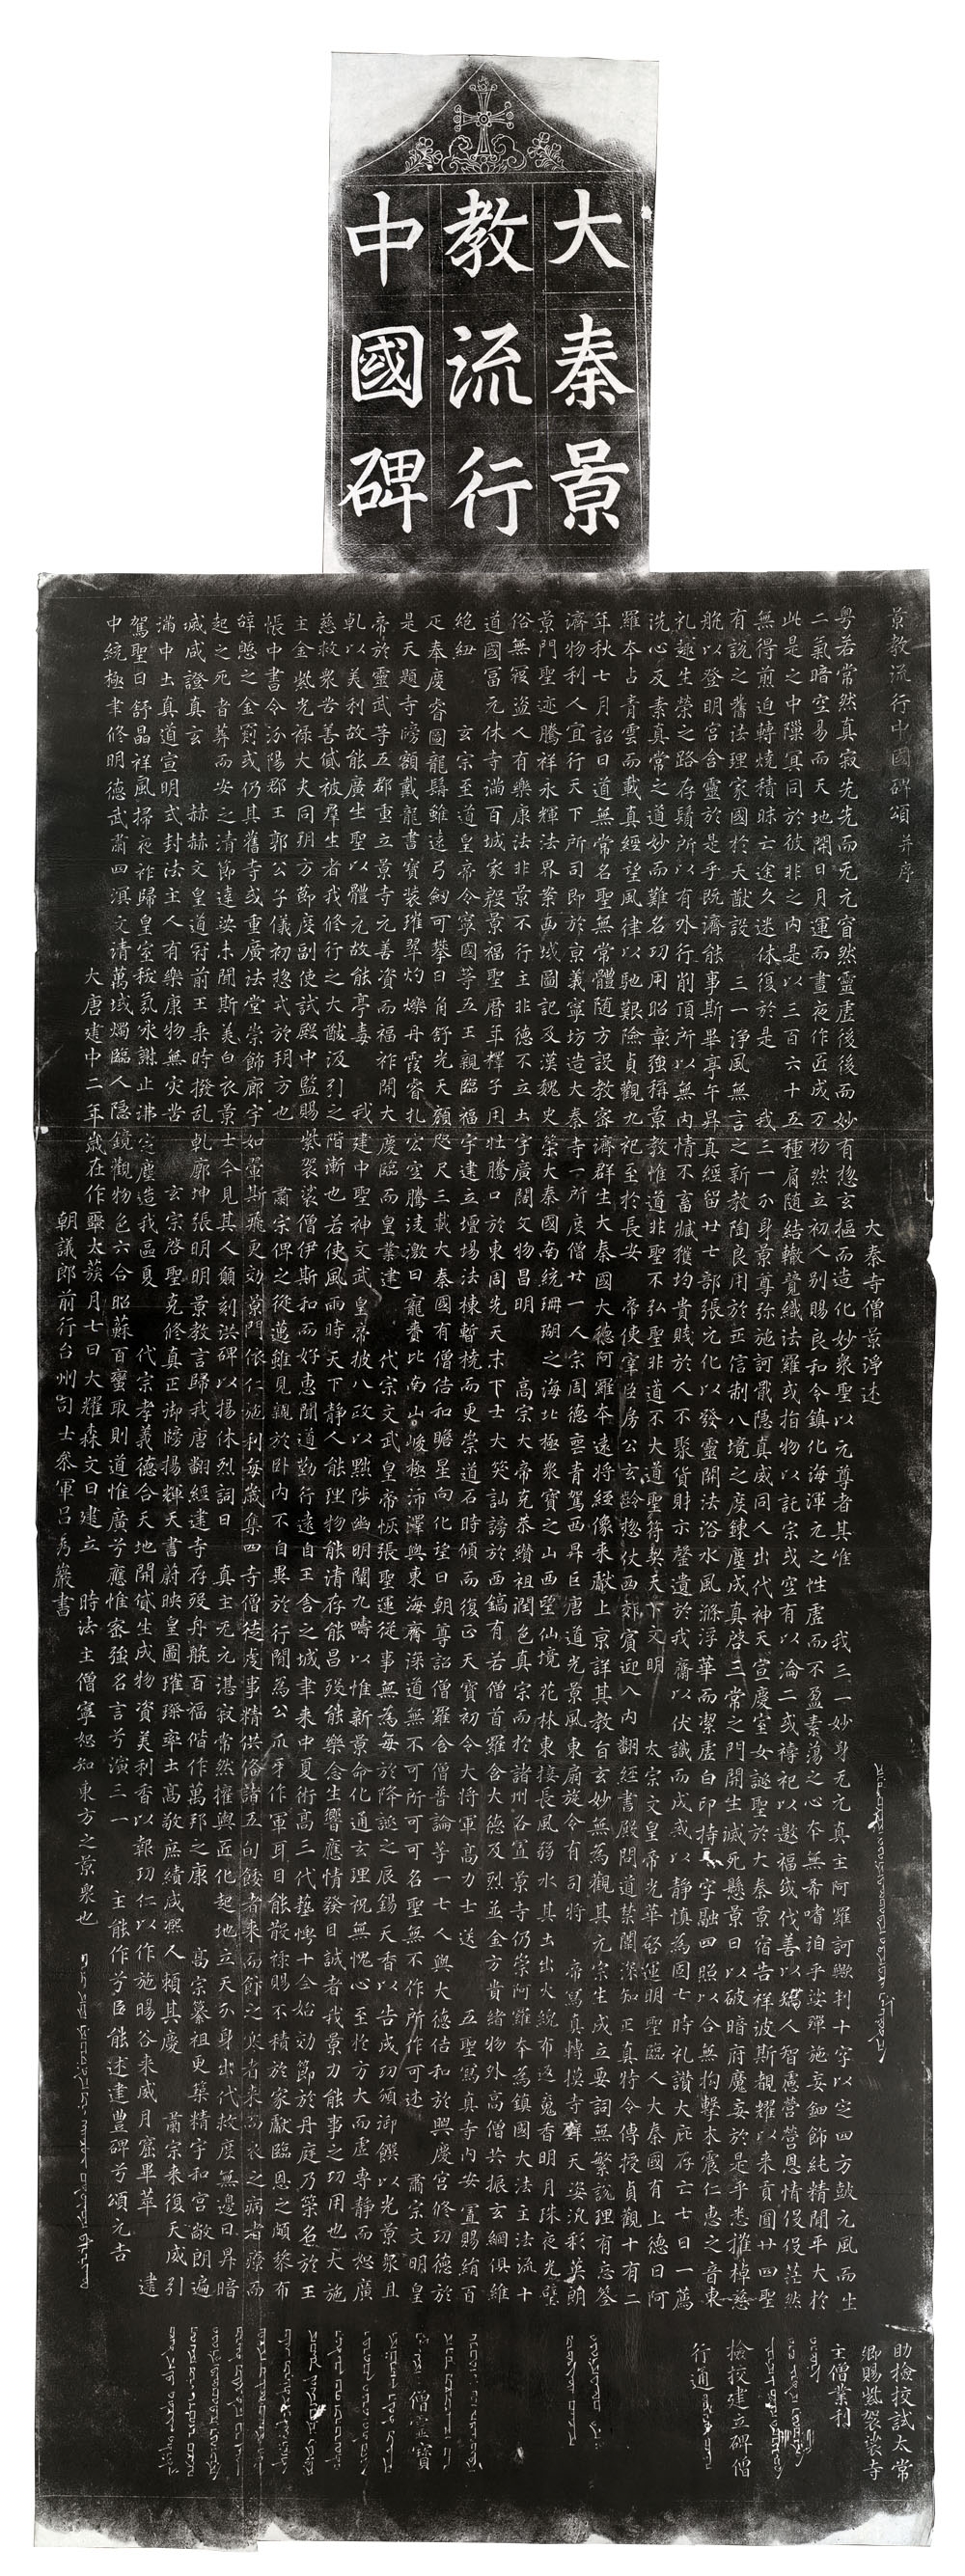 大秦景
教流行
中國碑
景教流行中國碑頌 并序
大秦寺僧景淨述
粵若常然真寂先先而无元窅然靈虛後後而妙有惣玄樞而造化妙衆聖以元尊者其唯 我三一妙身无元真主阿羅訶歟判十字以定四方鼓元風而生
二氣暗空易而天地開日月運而晝夜作匠成万物然立初人別賜良和令鎮化海渾元之性虛而不盈素蕩之心本無希嗜洎乎娑殫施妄鈿飾純精間平大於
此是之中隟冥同於彼非之內是以三百六十五種肩隨結轍競織法羅或指物以託宗或空有以淪二或禱祀以邀福或伐善以矯人智慮營營恩情役役茫然
無得煎迫轉燒積昧亡途久迷休復於是 我三一分身景尊弥施訶戢隱真威同人出代神天宣慶室女誕聖於大秦景宿告祥波斯覩耀以来貢圓廿四聖
有說之舊法理家國於天猷設 三一淨風無言之新教陶良用於正信制八境之度鍊塵成真啓三常之門開生滅死懸景日以破暗府魔妄於是乎悉摧棹慈
航以登明宮含靈於是乎既濟能事斯畢亭午昇真經留廿七部張元化以發靈關法浴水風滌浮華而潔虛白印持十字融四照以合無拘擊木震仁惠之音東
礼趣生榮之路存鬚所以有外行削頂所以無內情不畜臧獲均貴賤於人不聚貨財示罄遺於我齋以伏識而成戒以靜慎為固七時礼讚大庇存亡七日一薦
洗心反素真常之道妙而難名功用昭彰強稱景教惟道非聖不弘聖非道不大道聖符契天下文明 太宗文皇帝光華啓運明聖臨人大秦國有上德曰阿
羅本占青雲而載真經望風律以馳艱險貞觀九祀至於長安 帝使宰臣房公玄齡惣仗西郊賓迎入內翻經書殿問道禁闈深知正真特令傳授貞觀十有二
年秋七月詔曰道無常名聖無常體随方設教密濟群生大秦國大德阿羅本遠將經像来獻上京詳其教旨玄妙無為觀其元宗生成立要詞無繁說理有忘筌
濟物利人宜行天下所司即於京義寧坊造大秦寺一所度僧廿一人宗周德喪青駕西昇巨唐道光景風東扇旋令有司將 帝寫真轉摸寺壁天姿汎彩英朗
景門聖迹騰祥永輝法界案西域圖記及漢魏史策大秦國南統珊瑚之海北極衆寶之山西望仙境花林東接長風弱水其土出火綄布返魂香明月珠夜光璧
俗無寇盜人有樂康法非景不行主非德不立土宇廣闊文物昌明 高宗大帝克恭纘祖潤色真宗而於諸州各置景寺仍崇阿羅本為鎮國大法主法流十
道國冨元休寺滿百城家殷景福聖曆年釋子用壯騰口於東周先天末下士大笑訕謗於西鎬有若僧首羅含大德及烈並金方貴緒物外高僧共振玄綱俱維
絕紐 玄宗至道皇帝令寧國等五王親臨福宇建立壇場法棟暫橈而更崇道石時傾而復正天寶初令大將軍高力士送 五聖寫真寺內安置賜絹百
疋奉慶睿圖龍髯雖遠弓劍可攀日角舒光天顏咫尺三載大秦國有僧佶和瞻星向化望日朝尊詔僧羅含僧普論等一七人與大德佶和於興慶宮修功德於
是天題寺牓額戴龍書寶裝璀翠灼爍丹霞睿扎宏空騰凌激日寵賚比南山峻極沛澤與東海齊深道無不可所可可名聖無不作所作可述 肅宗文明皇
帝於靈武等五郡重立景寺元善資而福祚開大慶臨而皇業建 代宗文武皇帝恢張聖運從事無為每於降誕之辰錫天香以告成功頒御饌以光景衆且
乹以美利故能廣生聖以體元故能亭毒 我建中聖神文武皇帝披八政以黜陟幽明闡九疇以惟新景命化通玄理祝無愧心至於方大而虛專靜而恕廣
慈救衆苦善貸被羣生者我修行之大猷汲引之階漸也若使風雨時天下靜人能理物能清存能昌歿能樂念生響應情發目誠者我景力能事之功用也大施
主金紫光祿大夫同玥方節度副使試殿中監賜紫袈裟僧伊斯和而好惠聞道勤行遠自王舍之城聿来中夏術高三代藝博十全始効節於丹庭乃策名於王
帳中書令汾陽郡王郭公子儀初惣戎於玥方也 肅宗俾之從邁雖見親於卧內不自異於行間為公爪牙作軍耳目能散祿賜不積於家獻臨恩之頗黎布
辭憩之金罽或仍其舊寺或重廣法堂崇飾廊宇如翬斯飛更効景門依仁施利每歲集四寺僧徒虔事精供俻諸五旬餧者来而飰之寒者来而衣之病者療而
起之死者葬而安之清節達娑未聞斯美白衣景士今見其人願刻洪碑以揚休烈詞曰 真主无元湛寂常然權輿匠化起地立天分身出代救度無邊日昇暗
滅咸證真玄 赫赫文皇道冠前王乘時撥乱乹廓坤張明明景教言歸我唐翻經建寺存歿舟航百福偕作萬邦之康 高宗纂祖更築精宇和宮敞朗遍
滿中土真道宣明式封法主人有樂康物無灾苦 玄宗啓聖克修真正御牓揚輝天書蔚映皇圖璀璨率土高敬庶績咸熙人賴其慶 肅宗来復天威引
駕聖日舒晶祥風掃夜祚歸皇室秡氛永謝止沸定塵造我區夏 代宗孝義德合天地開貸生成物資美利香以報功仁以作施暘谷来威月窟畢萃 建
中統極聿修明德武肅四溟文清萬域燭臨人隱鏡觀物色六合昭蘇百蠻取則道惟廣兮應惟密強名言兮演三一 主能作兮臣能述建豐碑兮頌元吉
大唐建中二年歲在作噩太蔟月七日大耀森文日建立 時法主僧寧恕知東方之景衆也
朝議郎前行台州司士參軍呂秀巖書
助檢挍試太常
卿賜紫袈裟寺
主僧業利
檢挍建立碑僧
行通
僧靈寶